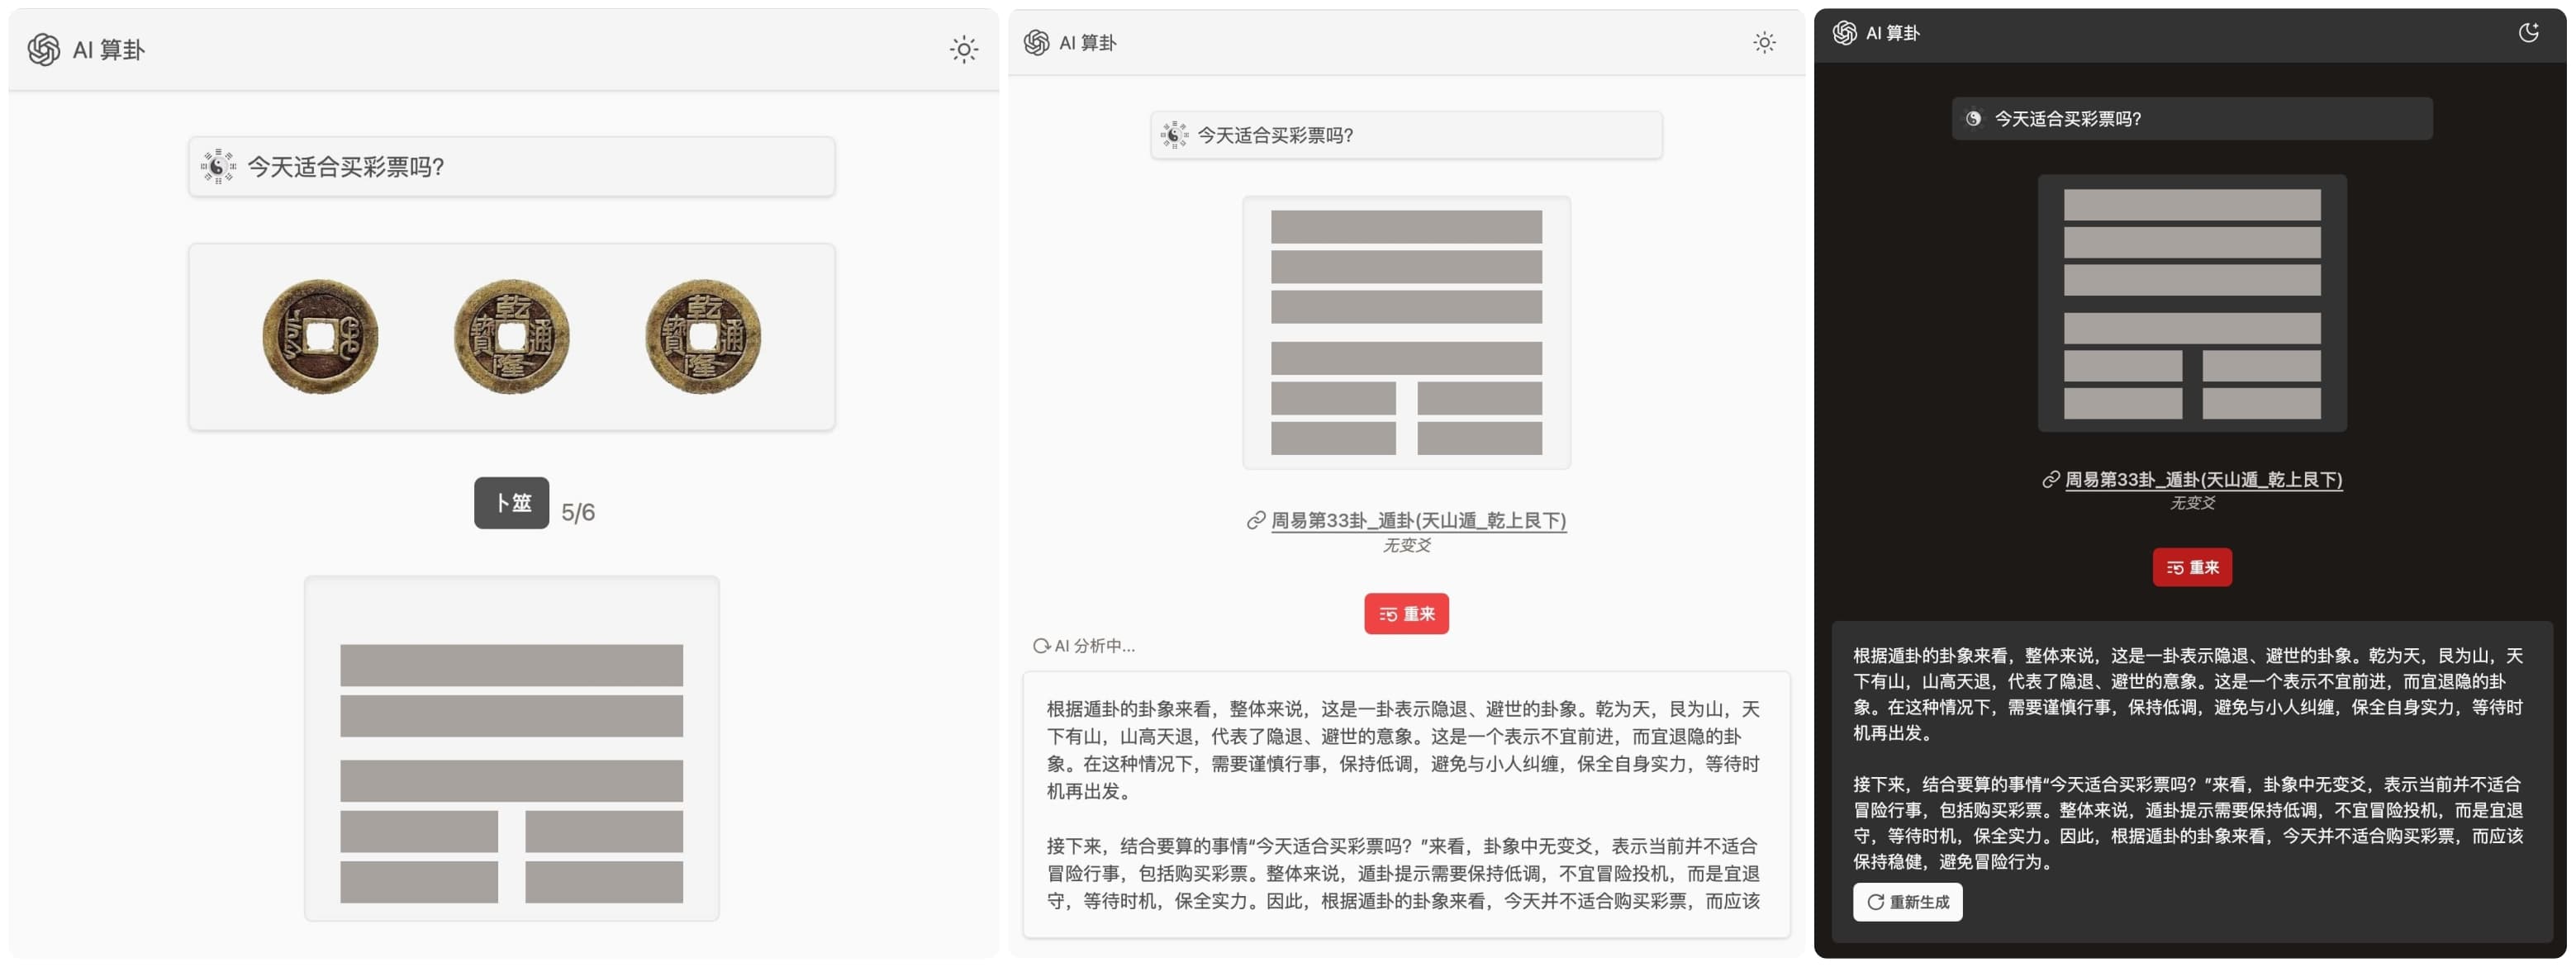 AI 算卦
今天适合买彩票吗?
乾隆通寶
乾隆通寶
卜筮
5/6
AI 算卦
今天适合买彩票吗?
周易第33卦_遁卦(天山遁_乾上艮下)
无变爻
重来
AI 分析中...
根据遁卦的卦象来看，整体来说，这是一卦表示隐退、避世的卦象。乾为天，艮为山，天
下有山，山高天退，代表了隐退、避世的意象。这是一个表示不宜前进，而宜退隐的卦
象。在这种情况下，需要谨慎行事，保持低调，避免与小人纠缠，保全自身实力，等待时
机再出发。
接下来，结合要算的事情“今天适合买彩票吗？”来看，卦象中无变爻，表示当前并不适合
冒险行事，包括购买彩票。整体来说，遁卦提示需要保持低调，不宜冒险投机，而是宜退
守，等待时机，保全实力。因此，根据遁卦的卦象来看，今天并不适合购买彩票，而应该
AI 算卦
今天适合买彩票吗?
周易第33卦_遁卦(天山遁_乾上艮下)
无变爻
重来
根据遁卦的卦象来看，整体来说，这是一卦表示隐退、避世的卦象。乾为天，艮为山，天
下有山，山高天退，代表了隐退、避世的意象。这是一个表示不宜前进，而宜退隐的卦
象。在这种情况下，需要谨慎行事，保持低调，避免与小人纠缠，保全自身实力，等待时
机再出发。
接下来，结合要算的事情“今天适合买彩票吗？”来看，卦象中无变爻，表示当前并不适合
冒险行事，包括购买彩票。整体来说，遁卦提示需要保持低调，不宜冒险投机，而是宜退
守，等待时机，保全实力。因此，根据遁卦的卦象来看，今天并不适合购买彩票，而应该
保持稳健，避免冒险行为。
重新生成